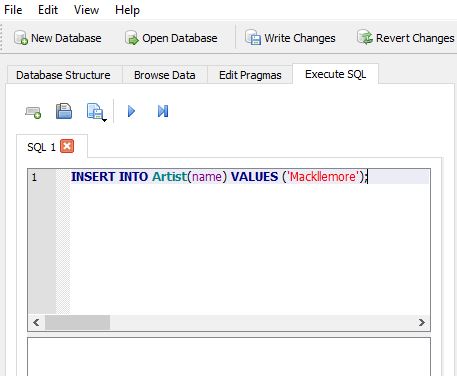 File Edit View Help
New Database Open Database Write Changes Revert Changes
Database Structure Browse Data Edit Pragmas Execute SQL
SQL 1
1 INSERT INTO Artist(name) VALUES ('Mackllemore');